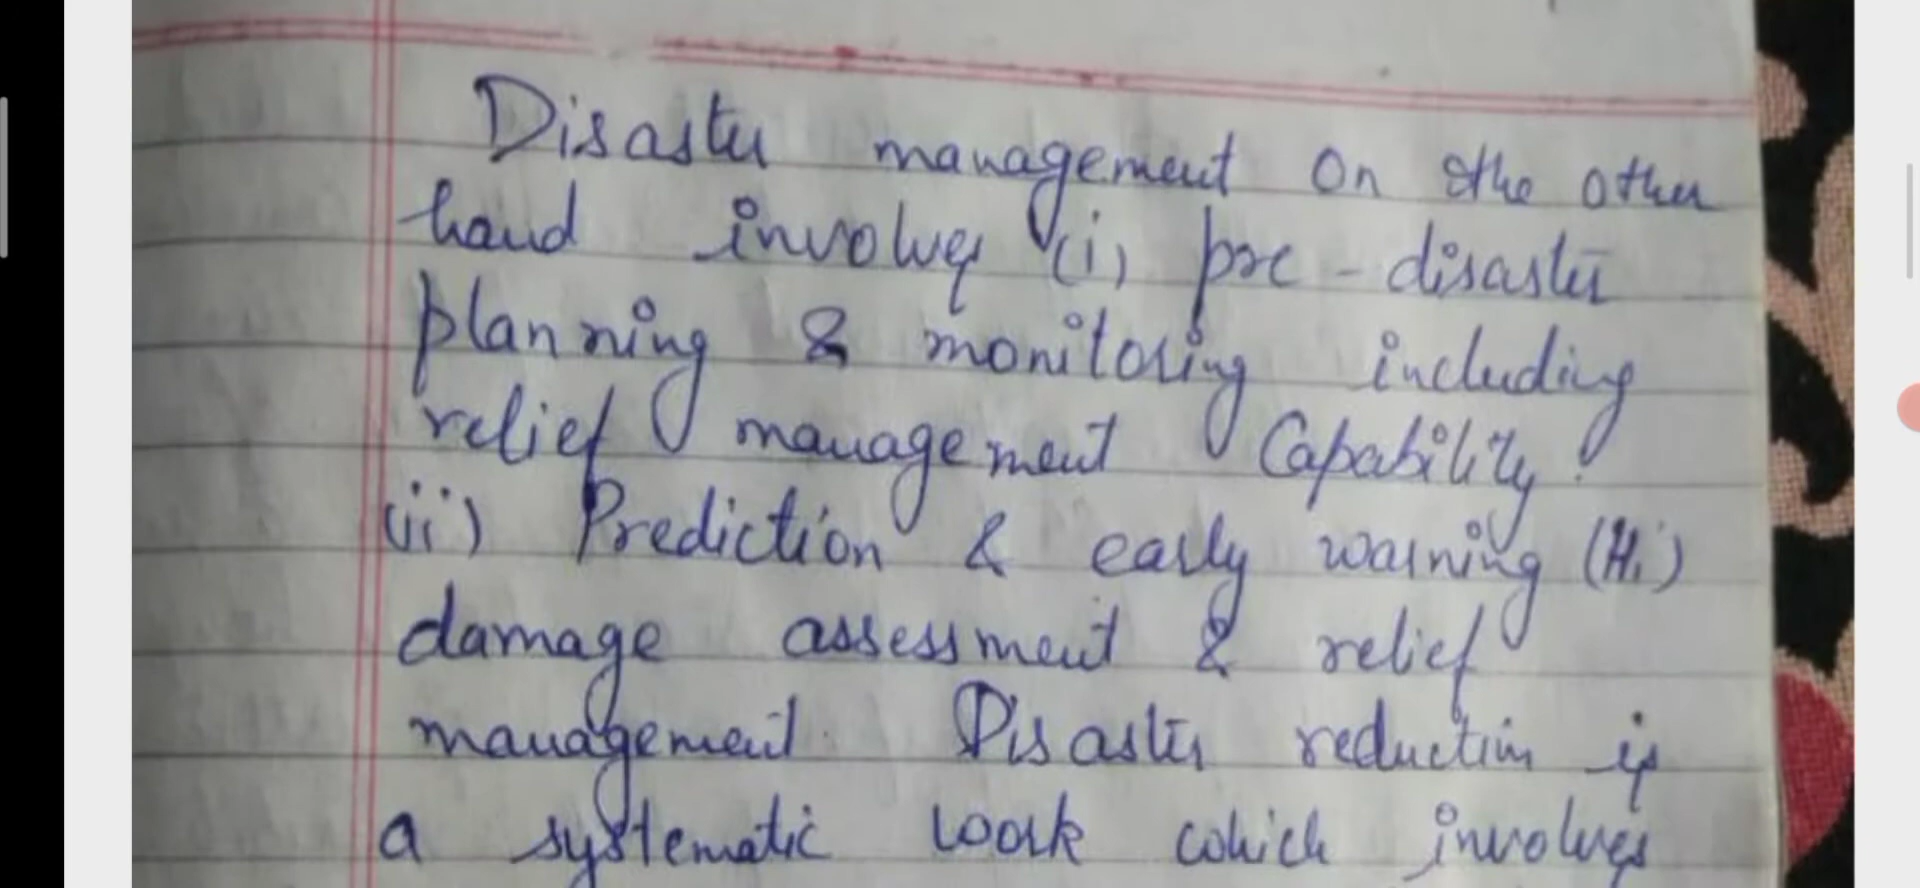 Disaster management on the other
hand involves (i) pre-disaster
planning & monitoring including
relief management Capability.
(ii) Prediction & early warning (iii)
damage assessment & relief
management. Disaster reduction is
a systematic work which involves